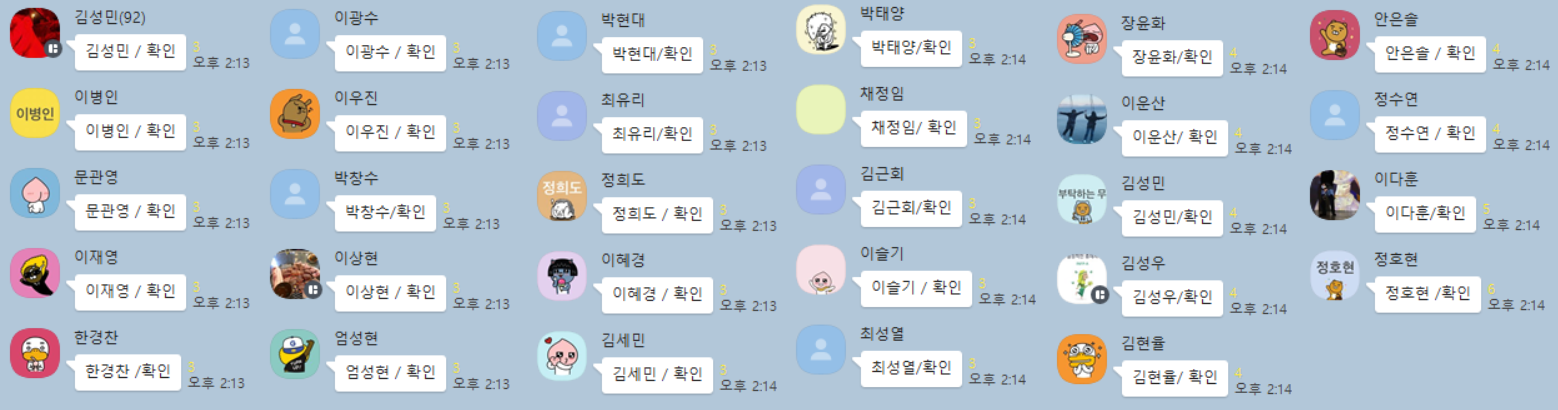 김성민(92)
김성민 / 확인
3
오후 2:13
이병인
이병인
이병인 / 확인
3
오후 2:13
문관영
문관영 / 확인
3
오후 2:13
이재영
이재영 / 확인
3
오후 2:13
한경찬
한경찬 /확인
3
오후 2:13
이광수
이광수 / 확인
3
오후 2:13
이우진
이우진 / 확인
3
오후 2:13
박창수
박창수/확인
3
오후 2:13
이상현
이상현 / 확인
3
오후 2:13
엄성현
엄성현 / 확인
3
오후 2:13
박현대
박현대/확인
3
오후 2:13
최유리
최유리/확인
3
오후 2:13
정희도
정희도
정희도 / 확인
3
오후 2:13
이혜경
이혜경 / 확인
3
오후 2:13
김세민
김세민 / 확인
3
오후 2:14
박태양
박태양/확인
3
오후 2:14
채정임
채정임/ 확인
3
오후 2:14
김근회
김근회/확인
3
오후 2:14
이슬기
이슬기 / 확인
3
오후 2:14
최성열
최성열/확인
3
오후 2:14
장윤화
장윤화/확인
4
오후 2:14
이운산
이운산/ 확인
4
오후 2:14
부탁하는 무
김성민
김성민/확인
4
오후 2:14
김성우
김성우/확인
4
오후 2:14
김현율
김현율/ 확인
4
오후 2:14
안은솔
안은솔 / 확인
4
오후 2:14
정수연
정수연 / 확인
4
오후 2:14
이다훈
이다훈/확인
5
오후 2:14
정호현
정호현
정호현 /확인
6
오후 2:14